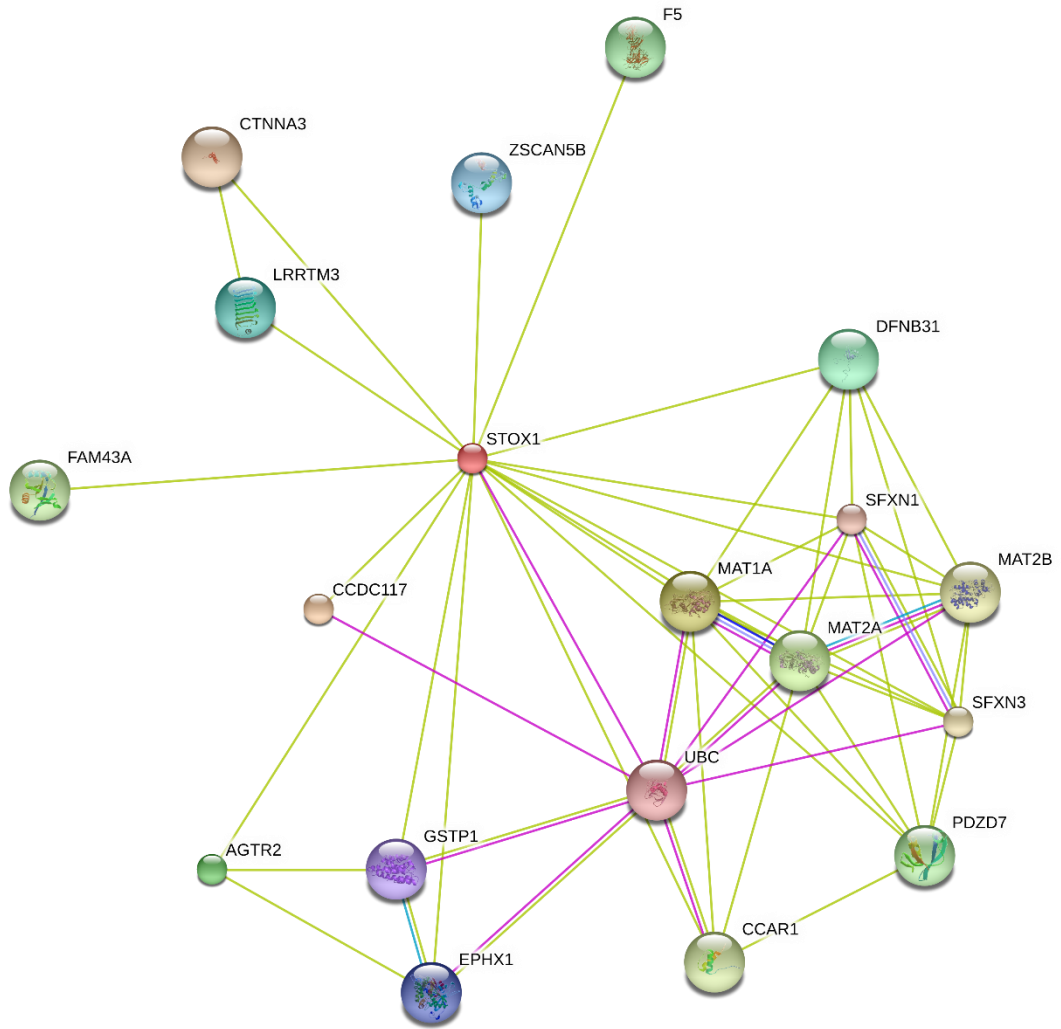 F5
CTNNA3
ZSCAN5B
LRRTM3
DFNB31
STOX1
FAM43A
SFXN1
MAT2B
MAT1A
CCDC117
MAT2A
SFXN3
UBC
PDZD7
GSTP1
AGTR2
CCAR1
EPHX1